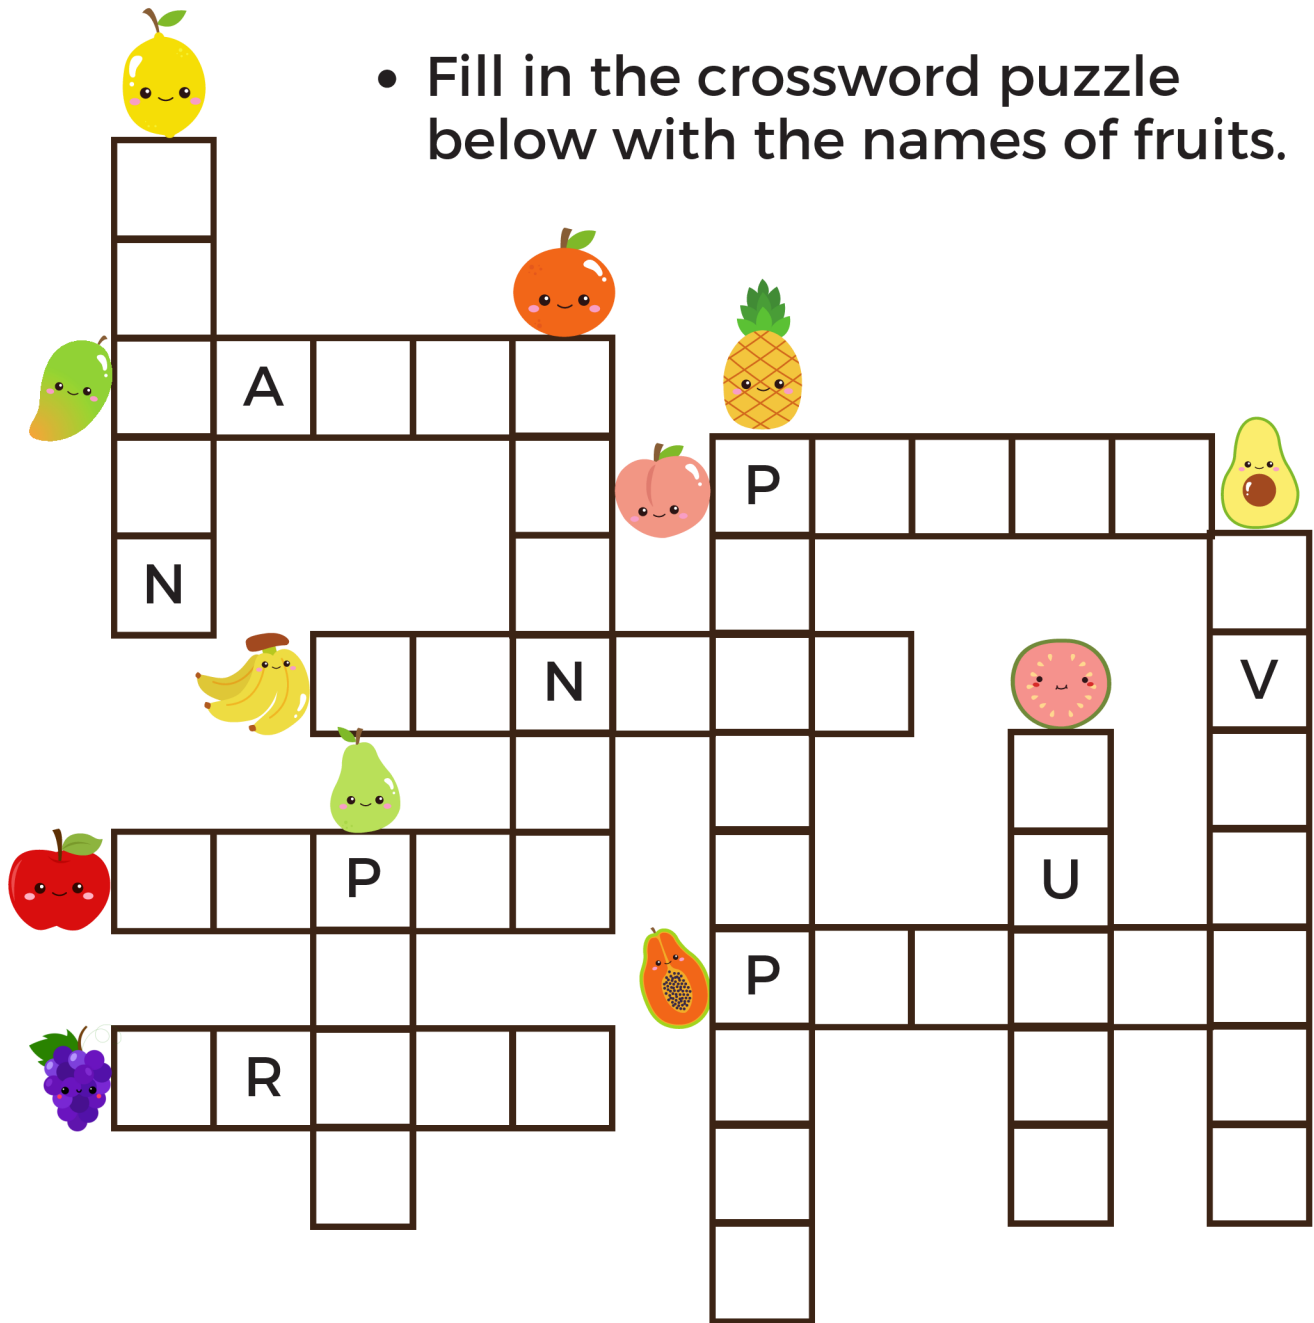 • Fill in the crossword puzzle
below with the names of fruits.
A
P
N
N
V
P
U
P
R